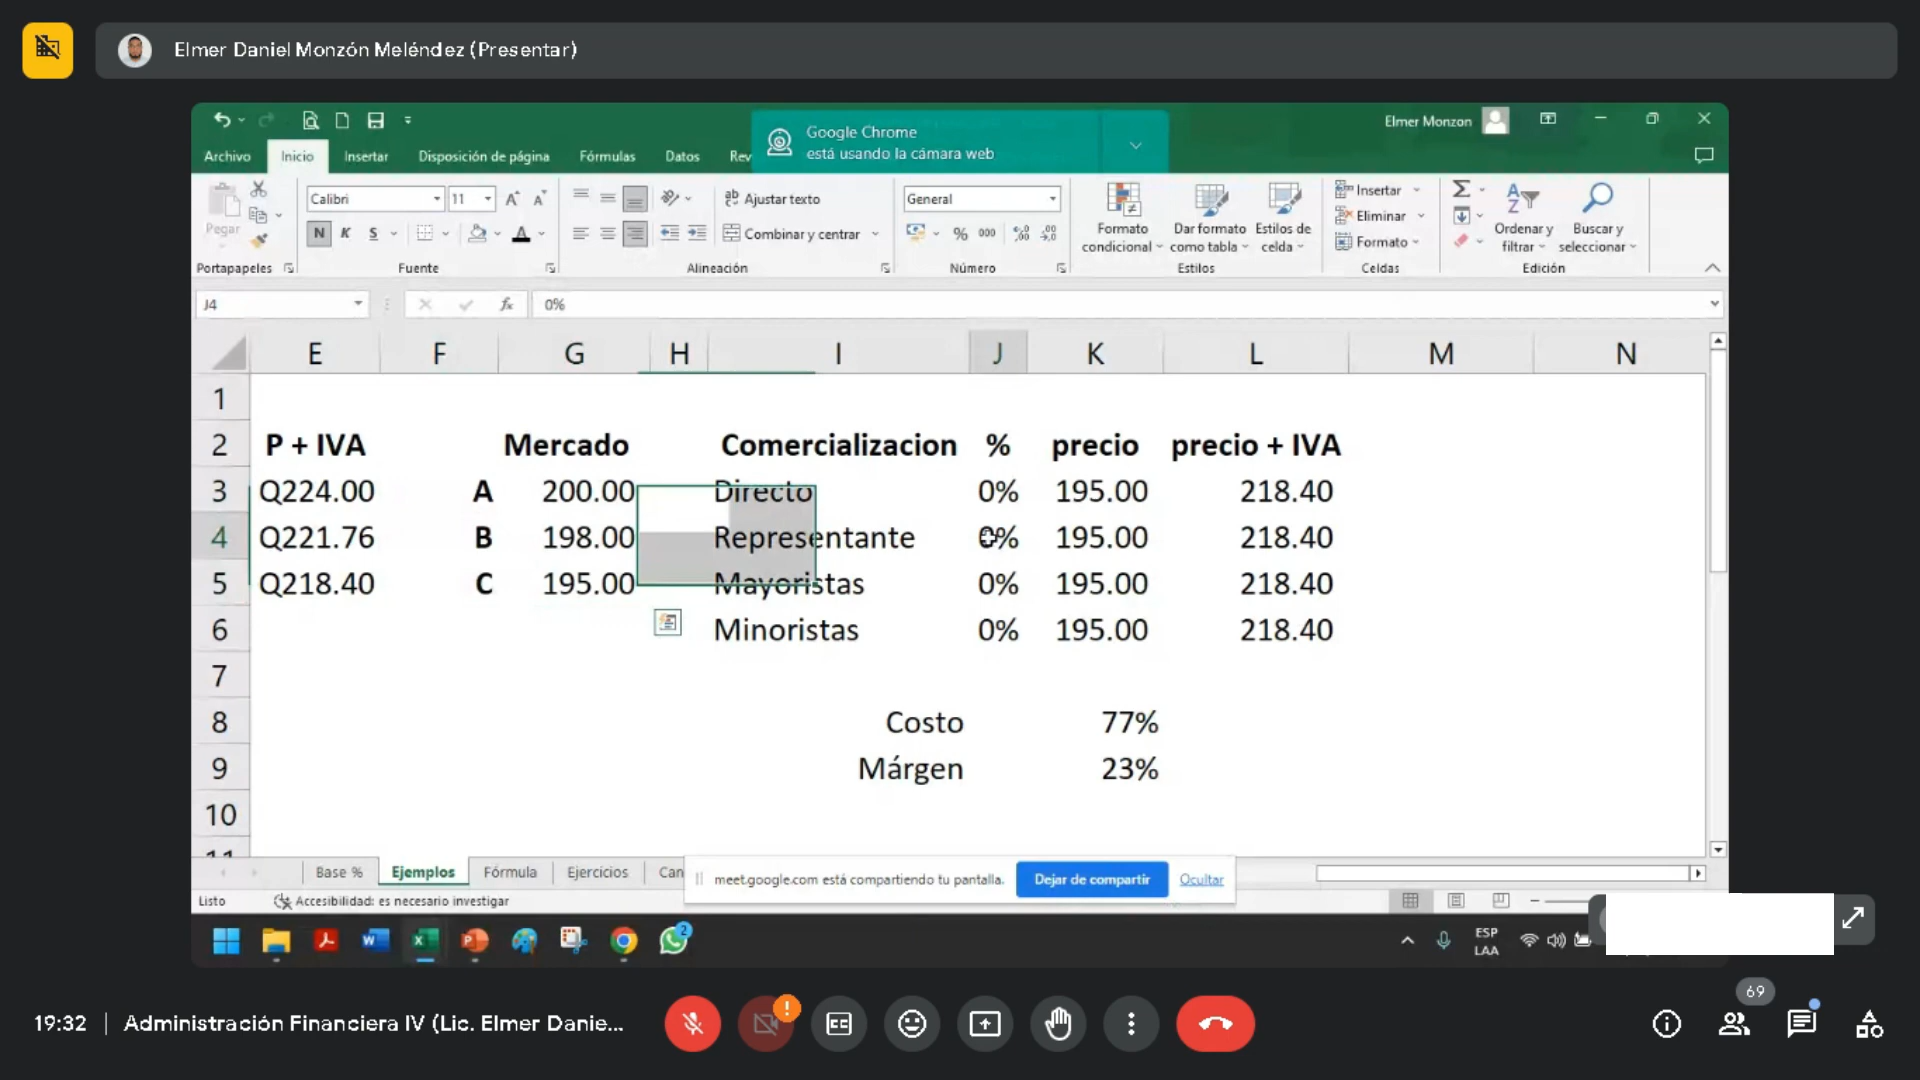 Elmer Daniel Monzón Meléndez (Presentar)
Elmer Monzon
Google Chrome
está usando la cámara web
Archivo Inicio Insertar Disposición de página Fórmulas Datos Rev
Pegar
Calibri 11
N K S
Ajustar texto
Combinar y centrar
General
% 000
Formato condicional
Dar formato como tabla
Estilos de celda
Insertar
Eliminar
Formato
Ordenar y filtrar
Buscar y seleccionar
Portapapeles Fuente Alineación Número Estilos Celdas Edición
J4 fx 0%
E F G H I J K L M N
1
2 P + IVA Mercado Comercializacion % precio precio + IVA
3 Q224.00 A 200.00 Directo 0% 195.00 218.40
4 Q221.76 B 198.00 Representante 0% 195.00 218.40
5 Q218.40 C 195.00 Mayoristas 0% 195.00 218.40
6 Minoristas 0% 195.00 218.40
7
8 Costo 77%
9 Márgen 23%
10
11
Base % Ejemplos Fórmula Ejercicios Can
meet.google.com está compartiendo tu pantalla. Dejar de compartir Ocultar
Listo Accesibilidad: es necesario investigar
2
ESP
LAA
69
19:32 | Administración Financiera IV (Lic. Elmer Danie...